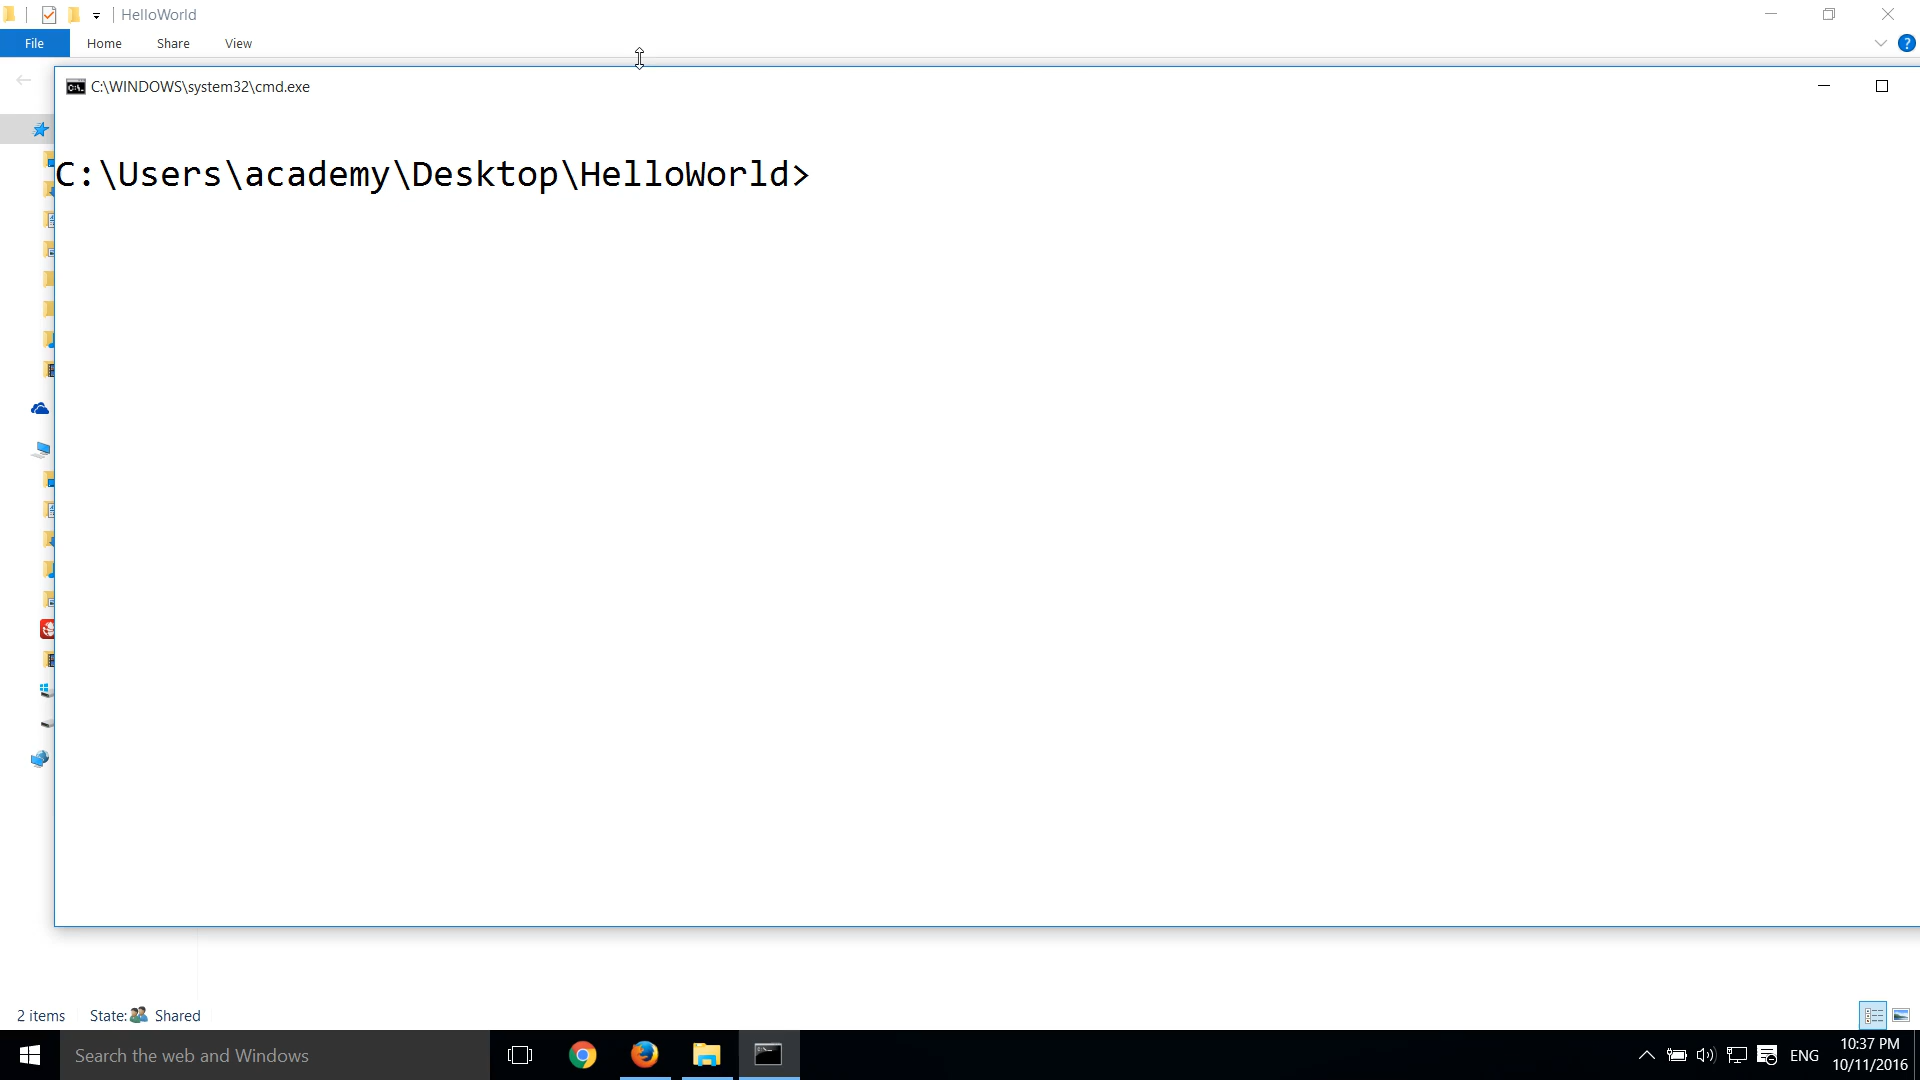 HelloWorld
File Home Share View
C:\WINDOWS\system32\cmd.exe
C:\Users\academy\Desktop\HelloWorld>
2 items State: Shared
Search the web and Windows
ENG
10:37 PM
10/11/2016